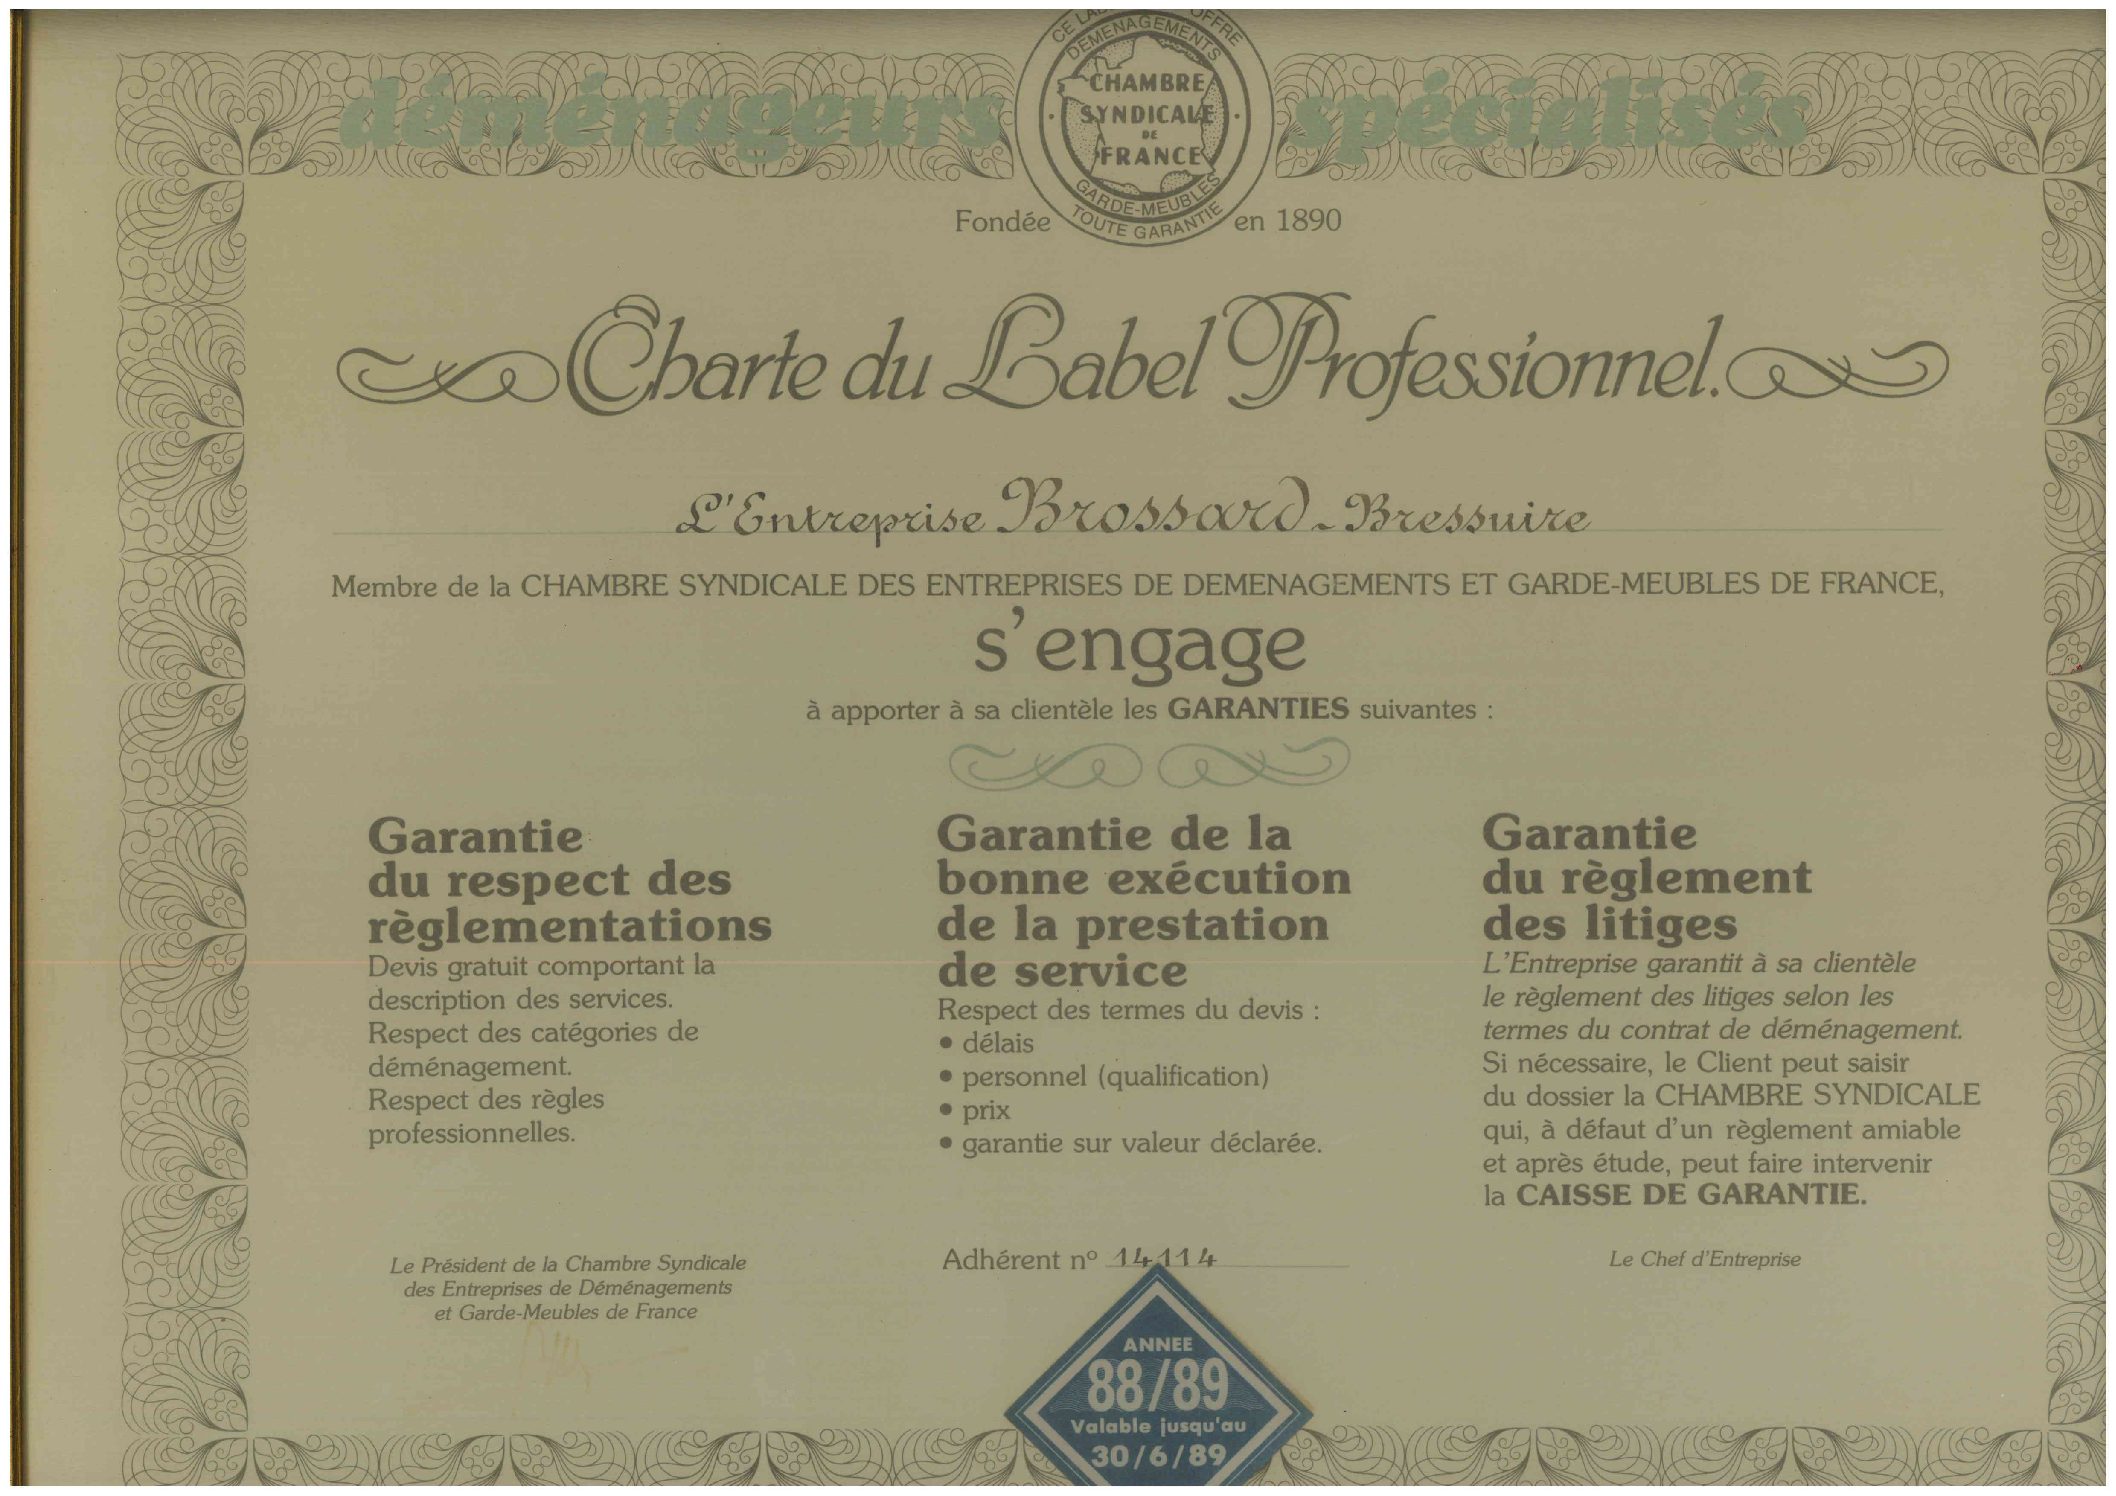 déménageurs spécialisés
DEMENAGEMENTS
CHAMBRE
SYNDICALE
DE
FRANCE
GARDE-MEUBLES
TOUTE GARANTIE
Fondée en 1890
Charte du Label Professionnel.
L'Entreprise Brossard - Bressuire
Membre de la CHAMBRE SYNDICALE DES ENTREPRISES DE DEMENAGEMENTS ET GARDE-MEUBLES DE FRANCE,
s'engage
à apporter à sa clientèle les GARANTIES suivantes :
Garantie
du respect des
règlementations
Devis gratuit comportant la
description des services.
Respect des catégories de
déménagement.
Respect des règles
professionnelles.
Garantie de la
bonne exécution
de la prestation
de service
Respect des termes du devis :
• délais
• personnel (qualification)
• prix
• garantie sur valeur déclarée.
Garantie
du règlement
des litiges
L'Entreprise garantit à sa clientèle
le règlement des litiges selon les
termes du contrat de déménagement.
Si nécessaire, le Client peut saisir
du dossier la CHAMBRE SYNDICALE
qui, à défaut d'un règlement amiable
et après étude, peut faire intervenir
la CAISSE DE GARANTIE.
Le Président de la Chambre Syndicale
des Entreprises de Déménagements
et Garde-Meubles de France
Adhérent nº 14114
Le Chef d'Entreprise
ANNEE
88/89
Valable jusqu'au
30/6/89